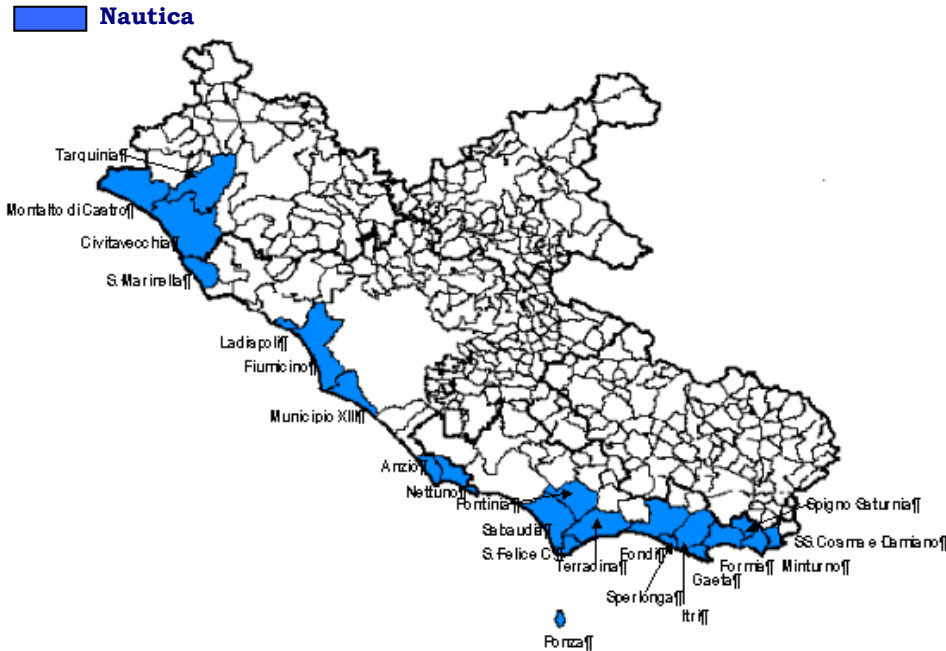 Nautica
Tarquinia¶
Montalto di Castro¶
Civitavecchia¶
S. Marinella¶
Ladispoli¶
Fiumicino¶
Municipio XIII¶
Anzio¶
Nettuno¶
Pontinia¶
Spigno Saturnia¶
Sabaudia¶
S. Felice C¶
Terradina¶
Fondi¶
Formia¶
Minturno¶
SS. Cosma e Damiano¶
Gaeta¶
Sperlonga¶
Itri¶
Ponza¶